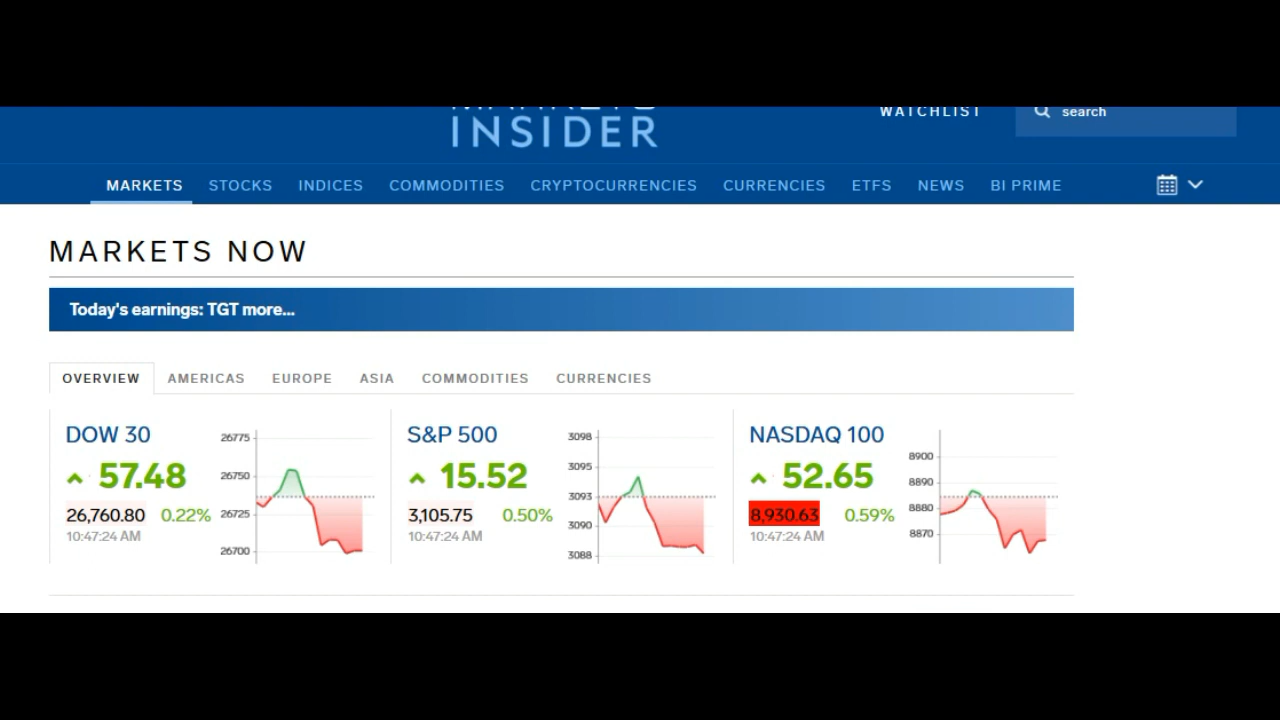 INSIDER
WATCHLIST
search
MARKETS STOCKS INDICES COMMODITIES CRYPTOCURRENCIES CURRENCIES ETFS NEWS BI PRIME
MARKETS NOW
Today's earnings: TGT more...
OVERVIEW AMERICAS EUROPE ASIA COMMODITIES CURRENCIES
DOW 30
57.48
26,760.80 0.22%
10:47:24 AM
26775
26750
26725
26700
S&P 500
15.52
3,105.75 0.50%
10:47:24 AM
3098
3095
3093
3090
3088
NASDAQ 100
52.65
8,930.63 0.59%
10:47:24 AM
8900
8890
8880
8870